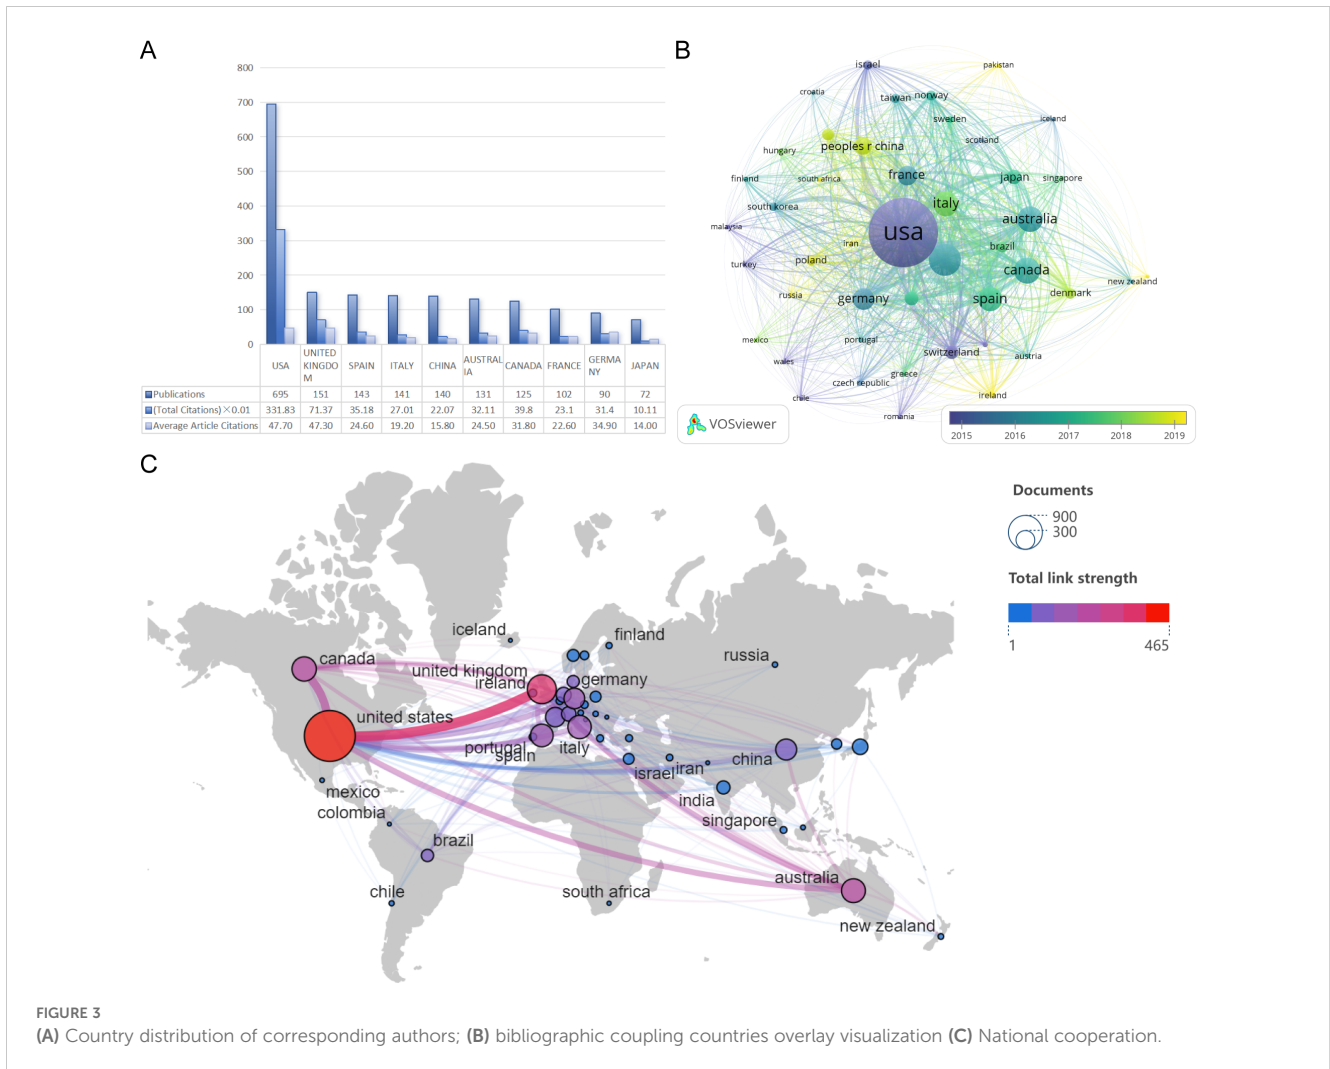 A
800
700
600
500
400
300
200
100
0
USA
UNITED
KINGDO
M
SPAIN
ITALY
CHINA
AUSTRAL
IA
CANADA
FRANCE
GERMA
NY
JAPAN
Publications 695 151 143 141 140 131 125 102 90 72
(Total Citations)×0.01 331.83 71.37 35.18 27.01 22.07 32.11 39.8 23.1 31.4 10.11
Average Article Citations 47.70 47.30 24.60 19.20 15.80 24.50 31.80 22.60 34.90 14.00
B
israel
pakistan
croatia
taiwan
norway
sweden
iceland
scotland
peoples r china
hungary
france
japan
singapore
finland
south africa
south korea
italy
australia
malaysia
usa
iran
brazil
turkey
poland
canada
new zealand
russia
germany
spain
denmark
mexico
portugal
switzerland
austria
wales
greece
czech republic
chile
ireland
romania
VOSviewer
2015 2016 2017 2018 2019
C
iceland
finland
russia
canada
united kingdom
ireland
germany
united states
portugal
spain
italy
china
israel
iran
mexico
india
colombia
singapore
brazil
australia
chile
south africa
new zealand
Documents
900
300
Total link strength
1 465
FIGURE 3
(A) Country distribution of corresponding authors; (B) bibliographic coupling countries overlay visualization (C) National cooperation.